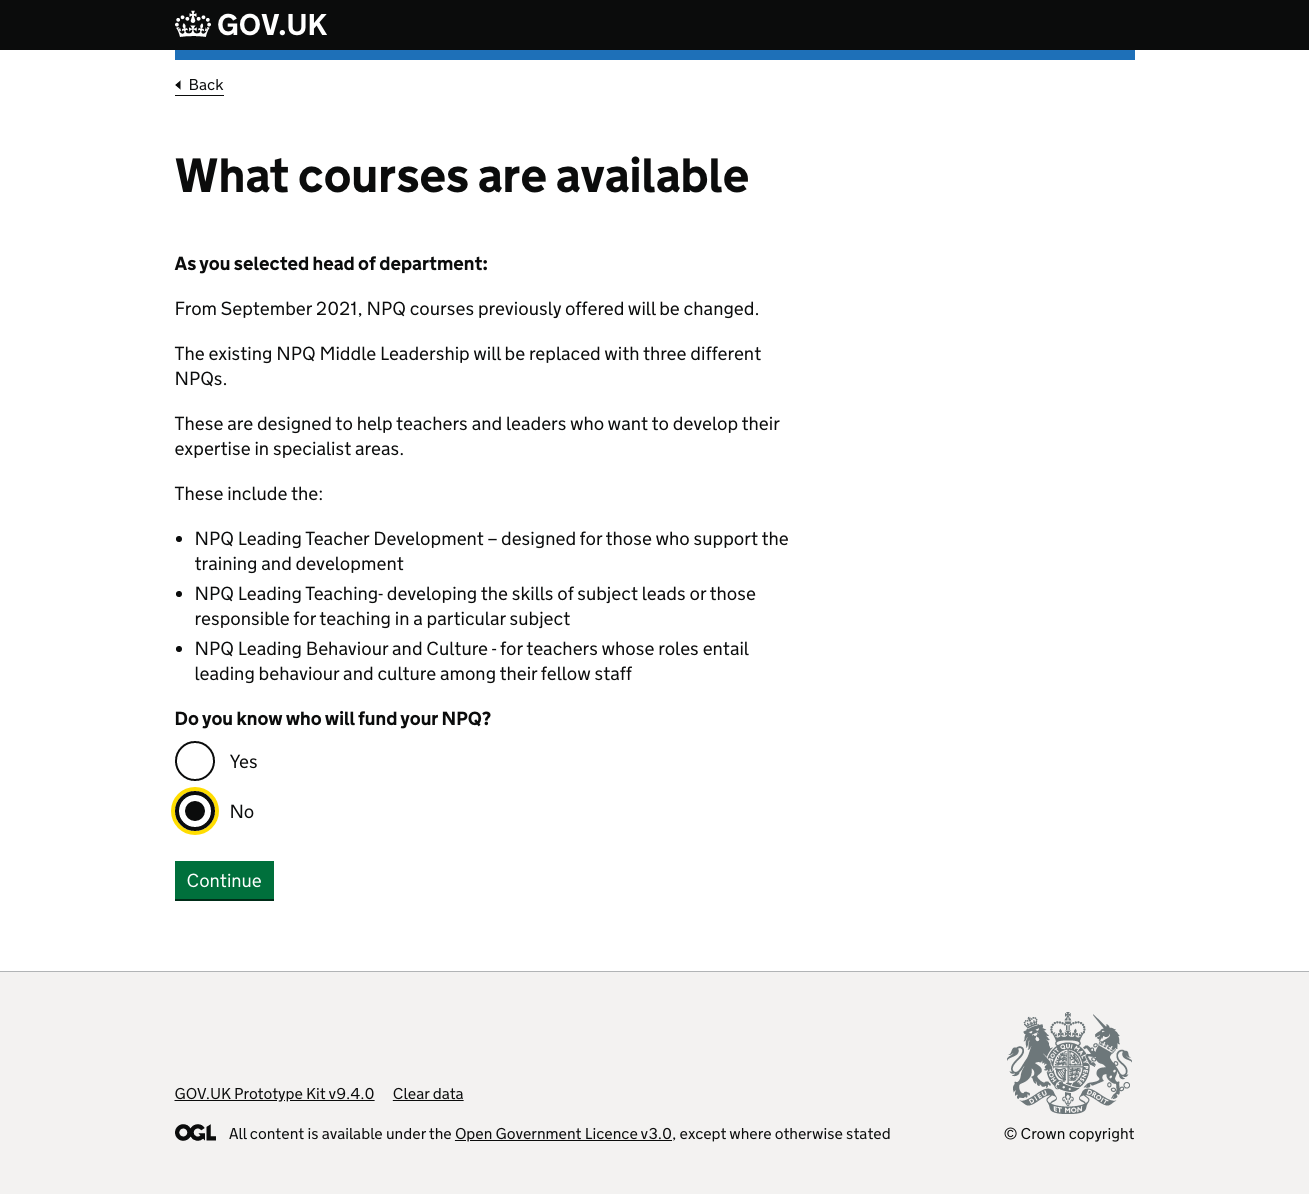 GOV.UK
Back
What courses are available
As you selected head of department:
From September 2021, NPQ courses previously offered will be changed.
The existing NPQ Middle Leadership will be replaced with three different
NPQs.
These are designed to help teachers and leaders who want to develop their
expertise in specialist areas.
These include the:
• NPQ Leading Teacher Development – designed for those who support the
training and development
• NPQ Leading Teaching- developing the skills of subject leads or those
responsible for teaching in a particular subject
• NPQ Leading Behaviour and Culture - for teachers whose roles entail
leading behaviour and culture among their fellow staff
Do you know who will fund your NPQ?
Yes
No
Continue
GOV.UK Prototype Kit v9.4.0 Clear data
OGL All content is available under the Open Government Licence v3.0, except where otherwise stated
DIEU ET MON DROIT
© Crown copyright